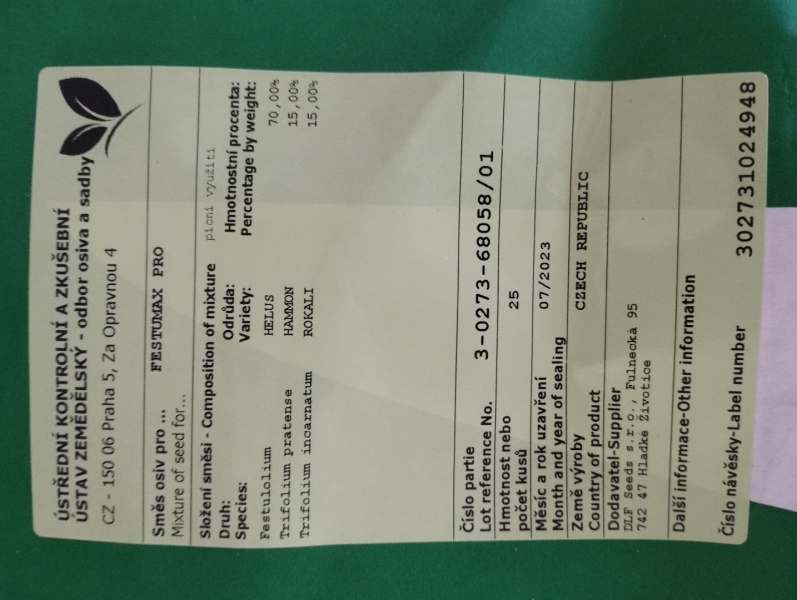 ÚSTŘEDNÍ KONTROLNÍ A ZKUŠEBNÍ
ÚSTAV ZEMĚDĚLSKÝ - odbor osiva a sadby
CZ - 150 06 Praha 5, Za Opravnou 4
Směs osiv pro ... FESTUMAX PRO
Mixture of seed for...
Složení směsi - Composition of mixture pícní využití
Druh: Odrůda: Hmotnostní procenta:
Species: Variety: Percentage by weight:
Festulolium HELUS 70,00%
Trifolium pratense HAMMON 15,00%
Trifolium incarnatum ROKALI 15,00%
Číslo partie
Lot reference No. 3-0273-68058/01
Hmotnost nebo
počet kusů 25
Měsíc a rok uzavření 07/2023
Month and year of sealing
Země výroby CZECH REPUBLIC
Country of product
Dodavatel-Supplier
DLF Seeds s.r.o., Fulnecká 95
742 47 Hladké Životice
Další informace-Other information
Číslo návěsky-Label number 302731024948